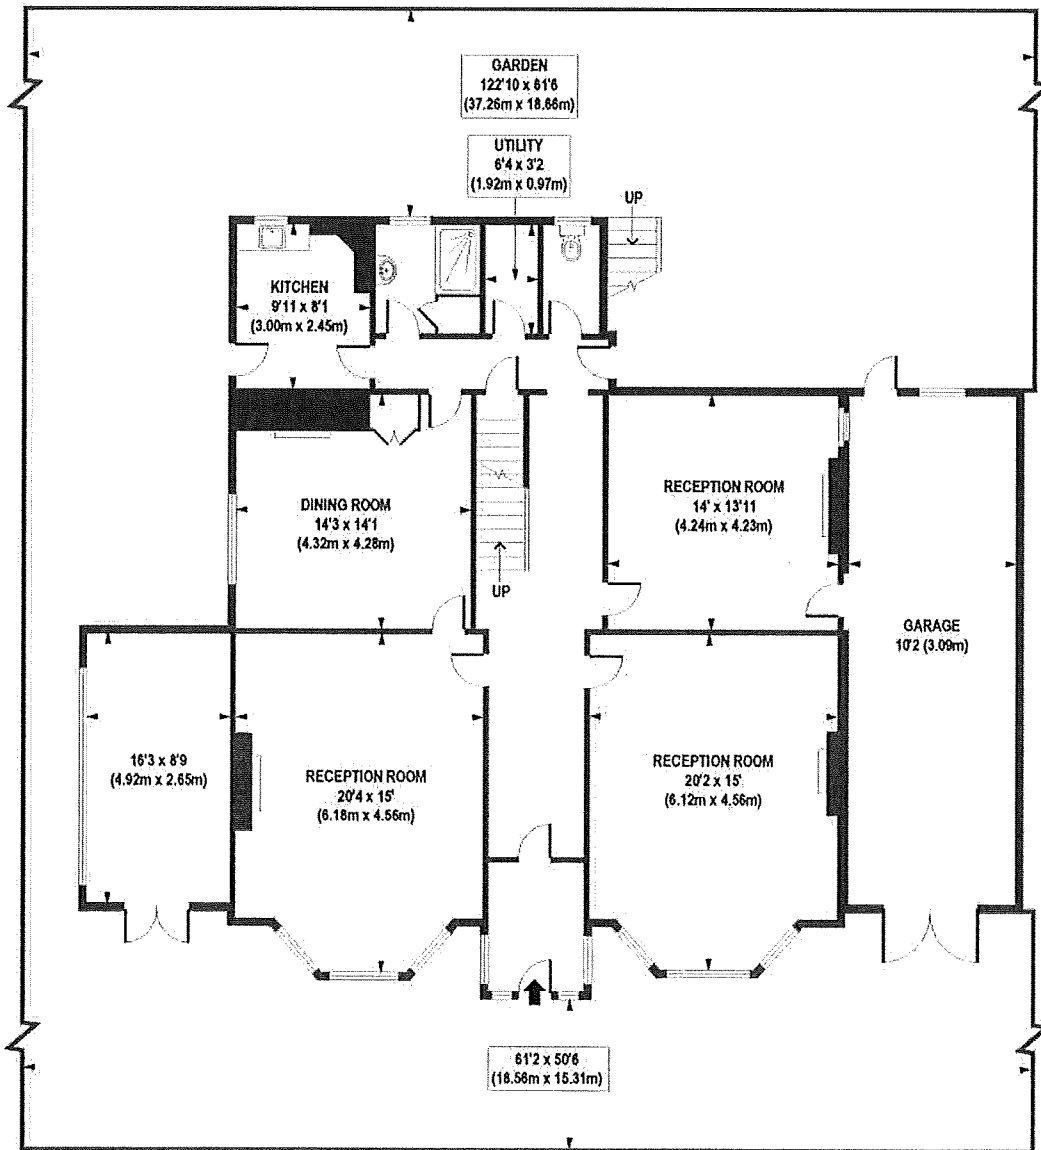 GARDEN
122'10 x 61'6
(37.26m x 18.66m)
UTILITY
6'4 x 3'2
(1.92m x 0.97m)
UP
KITCHEN
9'11 x 8'1
(3.00m x 2.45m)
DINING ROOM
14'3 x 14'1
(4.32m x 4.28m)
UP
RECEPTION ROOM
14' x 13'11
(4.24m x 4.23m)
GARAGE
10'2 (3.09m)
16'3 x 8'9
(4.92m x 2.65m)
RECEPTION ROOM
20'4 x 15'
(6.18m x 4.56m)
RECEPTION ROOM
20'2 x 15'
(6.12m x 4.56m)
61'2 x 50'6
(18.56m x 15.31m)